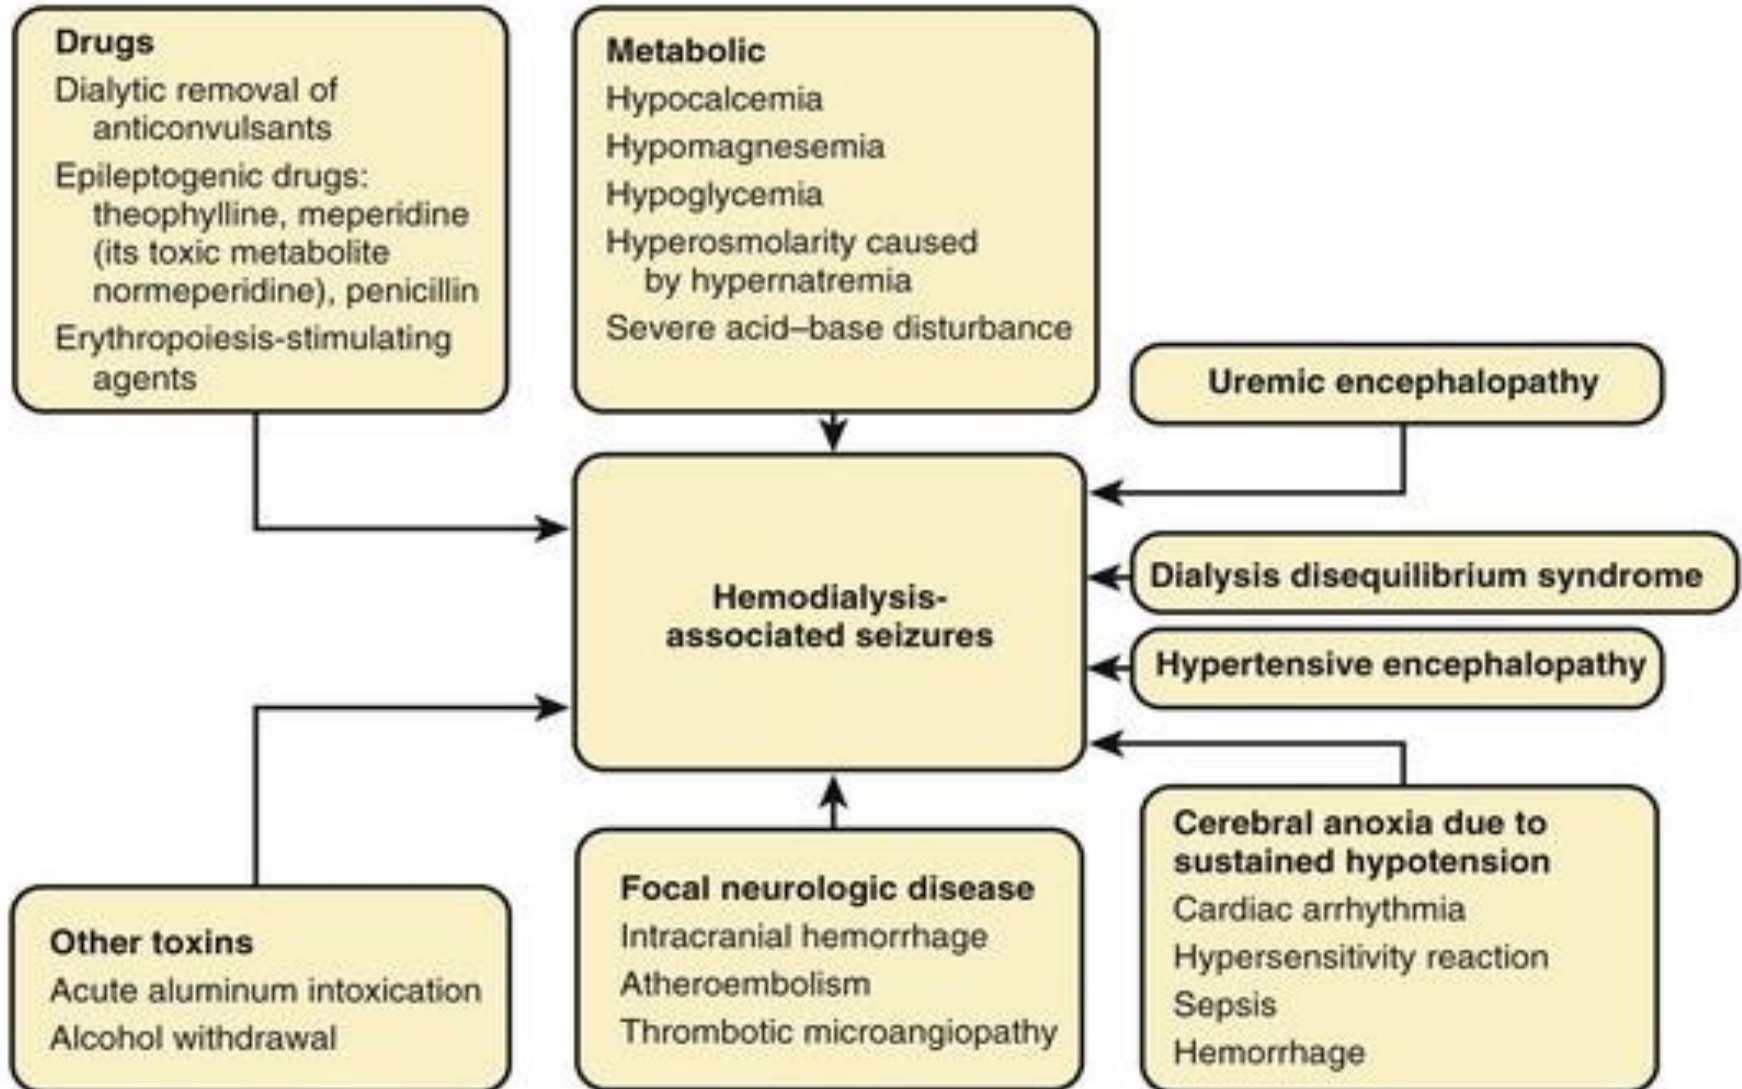 Drugs
Dialytic removal of
anticonvulsants
Epileptogenic drugs:
theophylline, meperidine
(its toxic metabolite
normeperidine), penicillin
Erythropoiesis-stimulating
agents
Metabolic
Hypocalcemia
Hypomagnesemia
Hypoglycemia
Hyperosmolarity caused
by hypernatremia
Severe acid–base disturbance
Uremic encephalopathy
Dialysis disequilibrium syndrome
Hypertensive encephalopathy
Hemodialysis-
associated seizures
Other toxins
Acute aluminum intoxication
Alcohol withdrawal
Focal neurologic disease
Intracranial hemorrhage
Atheroembolism
Thrombotic microangiopathy
Cerebral anoxia due to
sustained hypotension
Cardiac arrhythmia
Hypersensitivity reaction
Sepsis
Hemorrhage